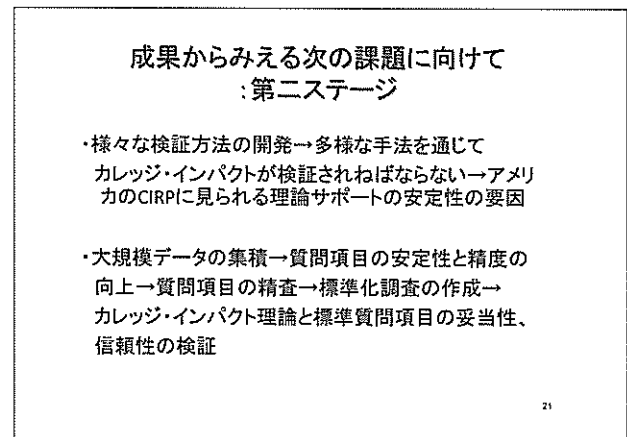 成果からみえる次の課題に向けて
:第二ステージ
・様々な検証方法の開発→多様な手法を通じて
カレッジ・インパクトが検証されねばならない→アメリ
カのCIRPに見られる理論サポートの安定性の要因
・大規模データの集積→質問項目の安定性と精度の
向上→質問項目の精査→標準化調査の作成→
カレッジ・インパクト理論と標準質問項目の妥当性、
信頼性の検証
21